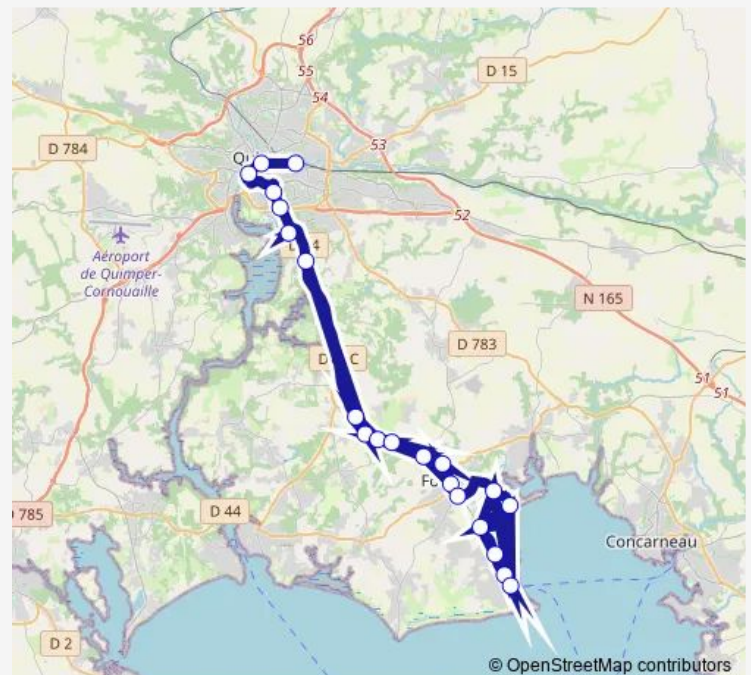 56
55
D 15
54
53
D 784
52
Aéroport
de Quimper-
Cornouaille
N 165
D 783
51
51
785
D 44
Concarneau
D 2
© OpenStreetMap contributors